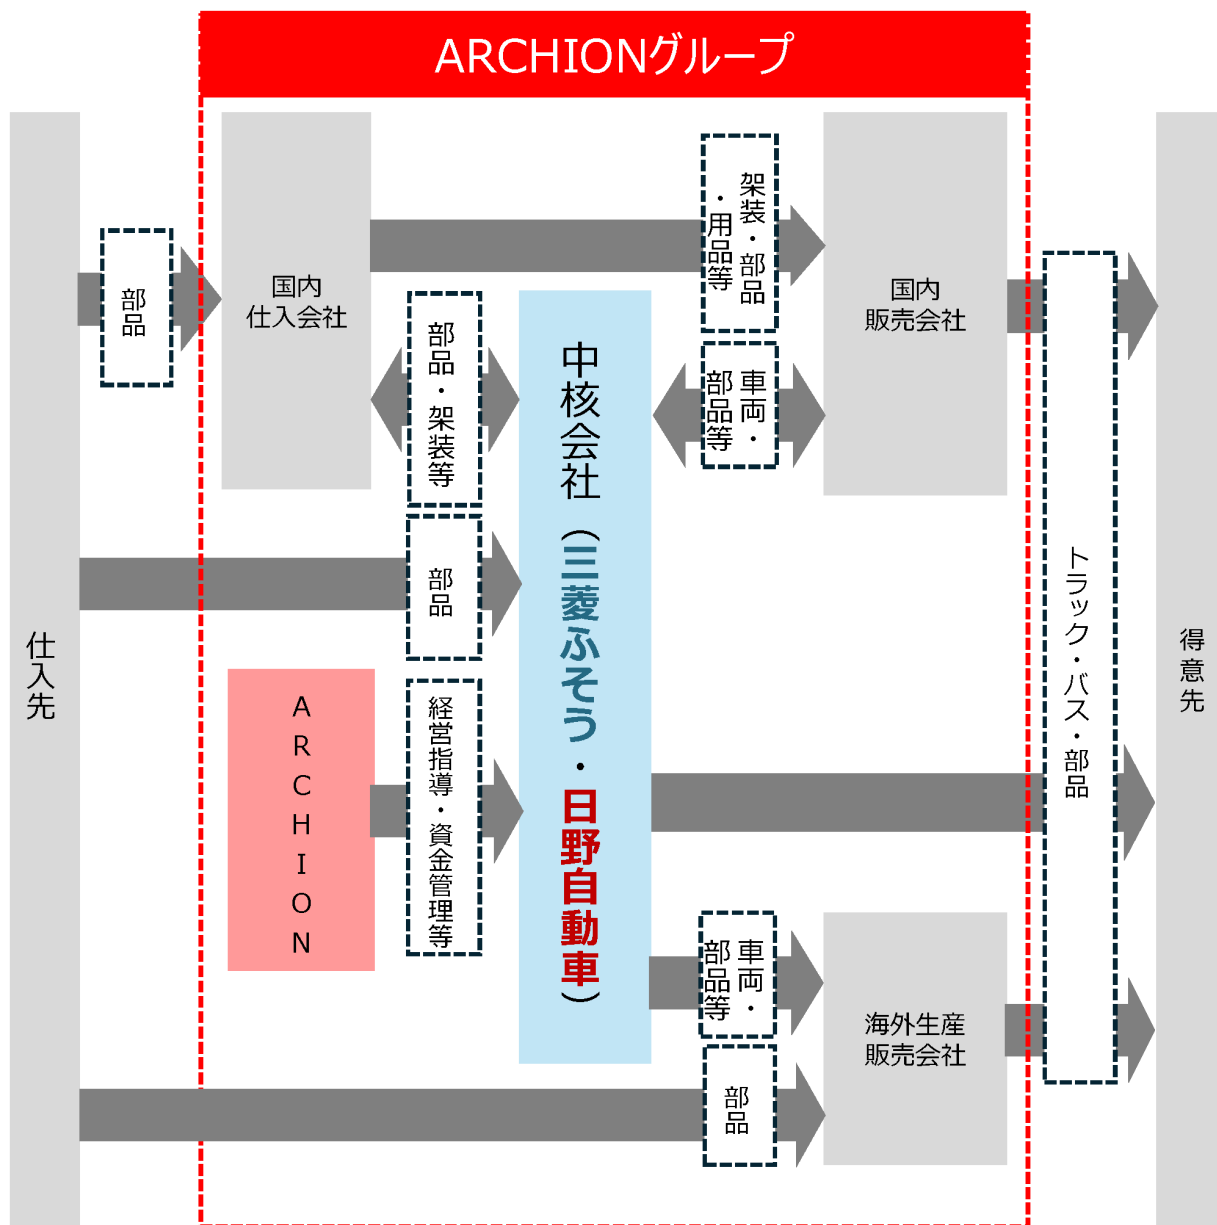 ARCHIONグループ
仕入先
部品
国内
仕入会社
架装・部品
・用品等
国内
販売会社
部品・架装等
車両・
部品等
中核会社（三菱ふそう・日野自動車）
部品
ARCHION
経営指導・資金管理等
トラック・バス・部品
得意先
車両・
部品等
海外生産
販売会社
部品